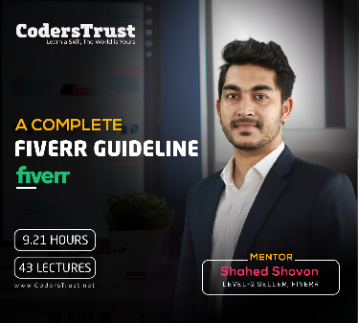 CodersTrust
Learn a Skill, The World is Yours
A COMPLETE
FIVERR GUIDELINE
fiverr
9.21 HOURS
43 LECTURES
www.CodersTrust.net
MENTOR
Shahed Shovon
LEVEL-2 SELLER, FIVERR